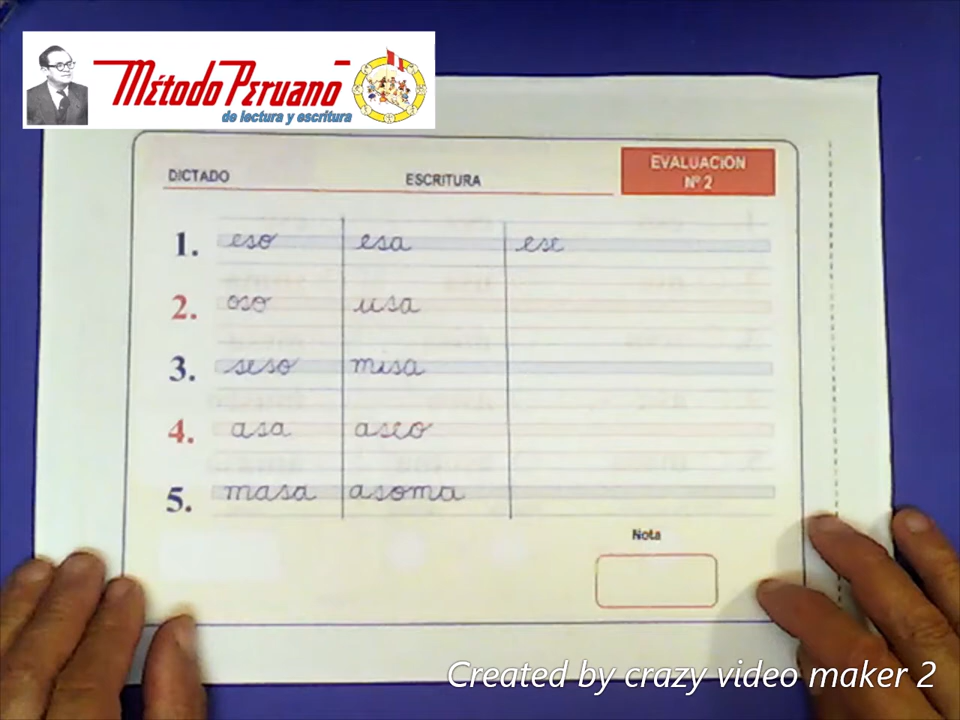 Método Peruano
de lectura y escritura
DICTADO ESCRITURA EVALUACIÓN
Nº 2
1. eso esa ese
2. oso usa
3. seso misa
4. asa aseo
5. masa asoma
Nota
Created by crazy video maker 2